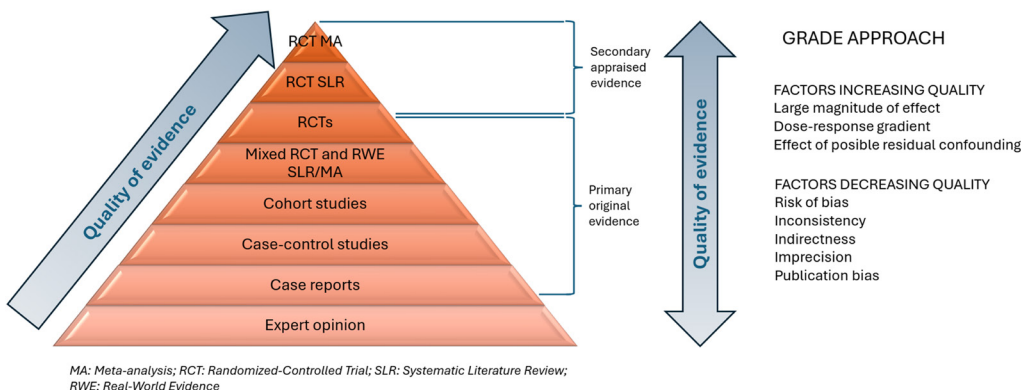 Quality of evidence
RCT MA
RCT SLR
RCTs
Mixed RCT and RWE
SLR/MA
Cohort studies
Case-control studies
Case reports
Expert opinion
Secondary
appraised
evidence
Primary
original
evidence
Quality of evidence
GRADE APPROACH
FACTORS INCREASING QUALITY
Large magnitude of effect
Dose-response gradient
Effect of posible residual confounding
FACTORS DECREASING QUALITY
Risk of bias
Inconsistency
Indirectness
Imprecision
Publication bias
MA: Meta-analysis; RCT: Randomized-Controlled Trial; SLR: Systematic Literature Review;
RWE: Real-World Evidence